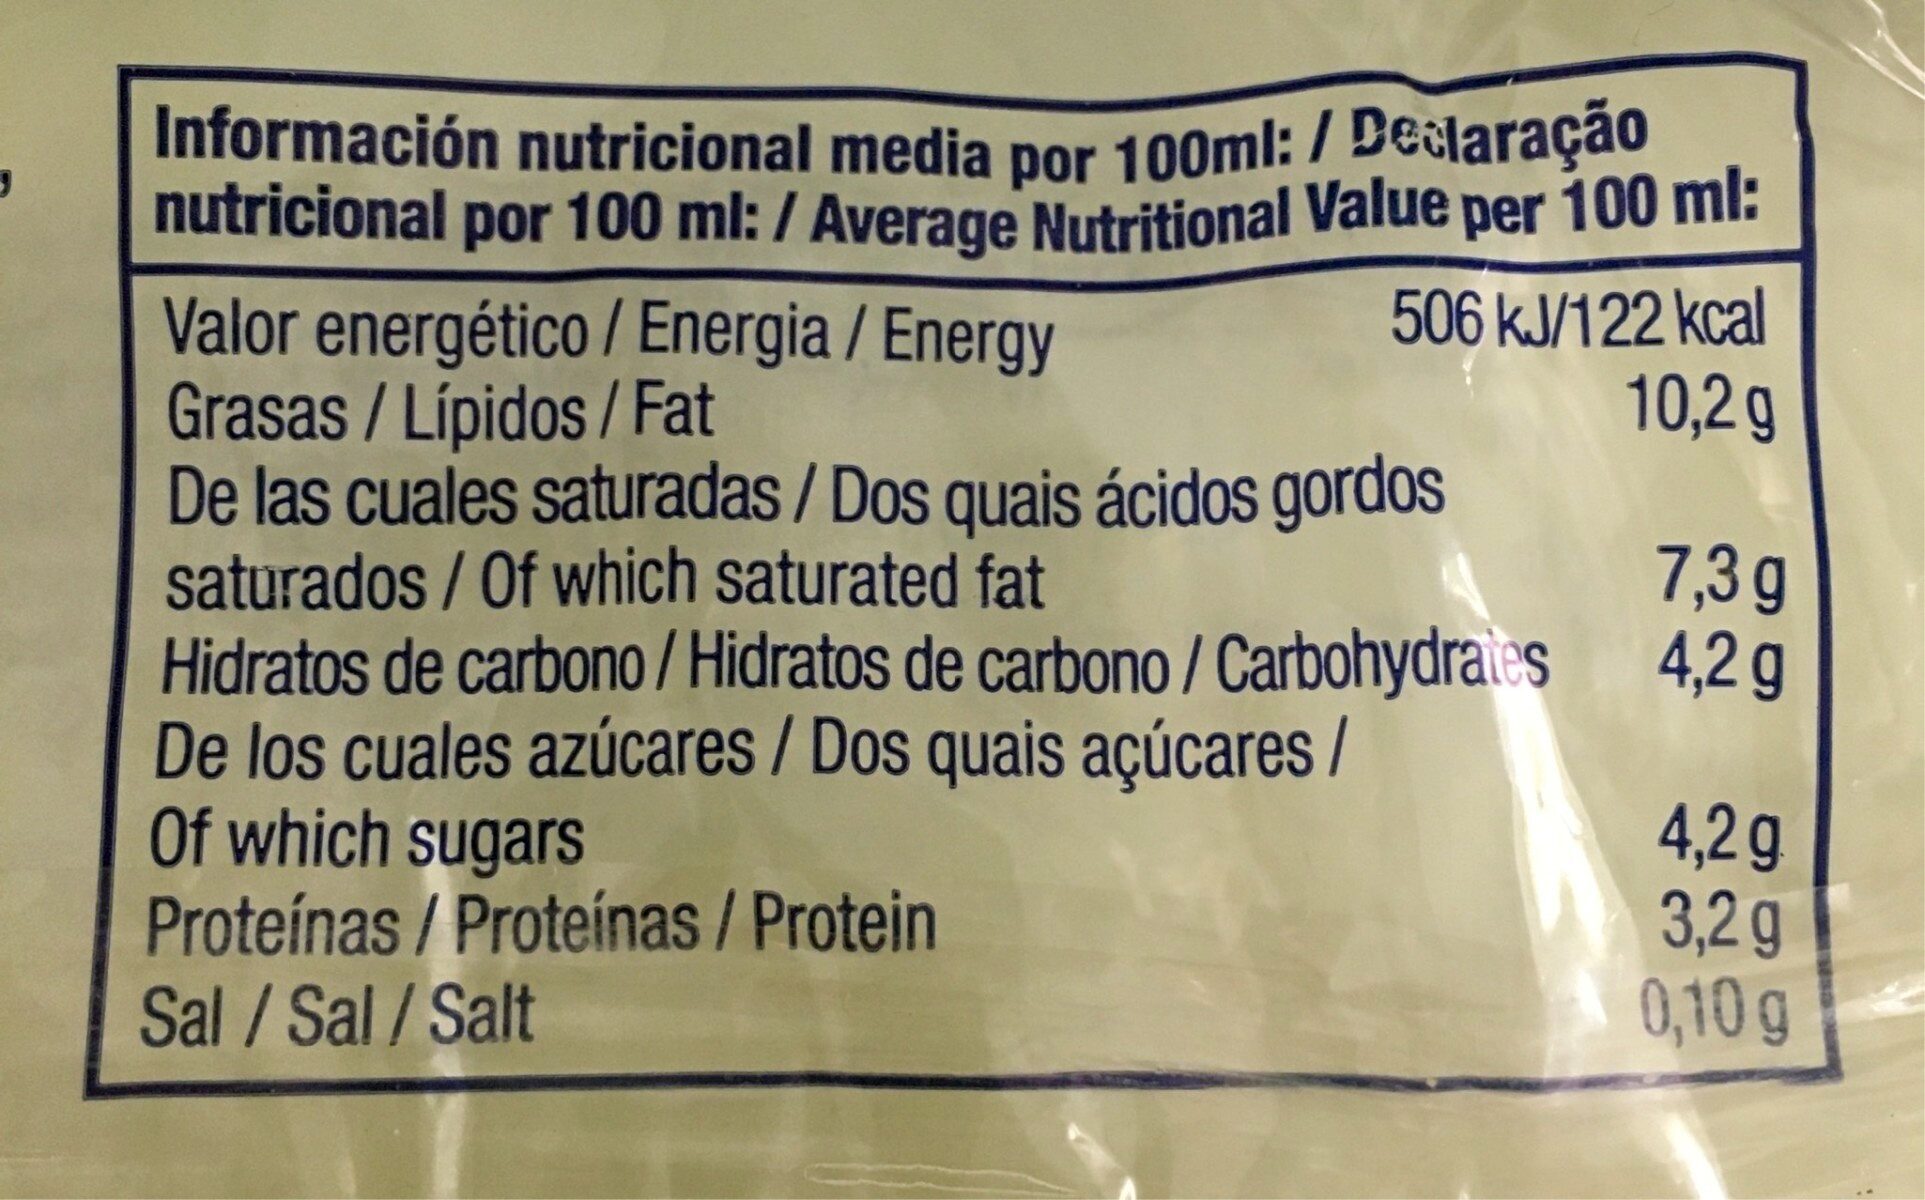 Información nutricional media por 100ml: / Declaração
nutricional por 100 ml: / Average Nutritional Value per 100 ml:
Valor energético / Energia / Energy 506 kJ/122 kcal
Grasas / Lípidos / Fat 10,2 g
De las cuales saturadas / Dos quais ácidos gordos
saturados / Of which saturated fat 7,3 g
Hidratos de carbono / Hidratos de carbono / Carbohydrates 4,2 g
De los cuales azúcares / Dos quais açúcares /
Of which sugars 4,2 g
Proteínas / Proteínas / Protein 3,2 g
Sal / Sal / Salt 0,10 g